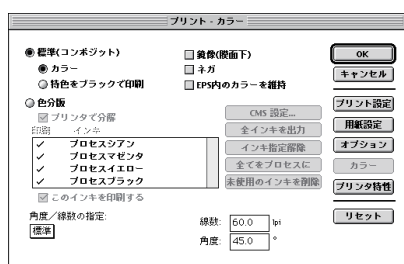 プリント - カラー
標準(コンポジット)
カラー
特色をブラックで印刷
色分版
プリンタで分解
印刷 インキ
✓ プロセスシアン
✓ プロセスマゼンタ
✓ プロセスイエロー
✓ プロセスブラック
このインキを印刷する
角度／線数の指定:
標準
鏡像(膜面下)
ネガ
EPS内のカラーを維持
CMS 設定...
全インキを出力
インキ指定解除
全てをプロセスに
未使用のインキを削除
線数: 60.0 lpi
角度: 45.0 °
OK
キャンセル
プリント設定
用紙設定
オプション
カラー
プリンタ特性
リセット